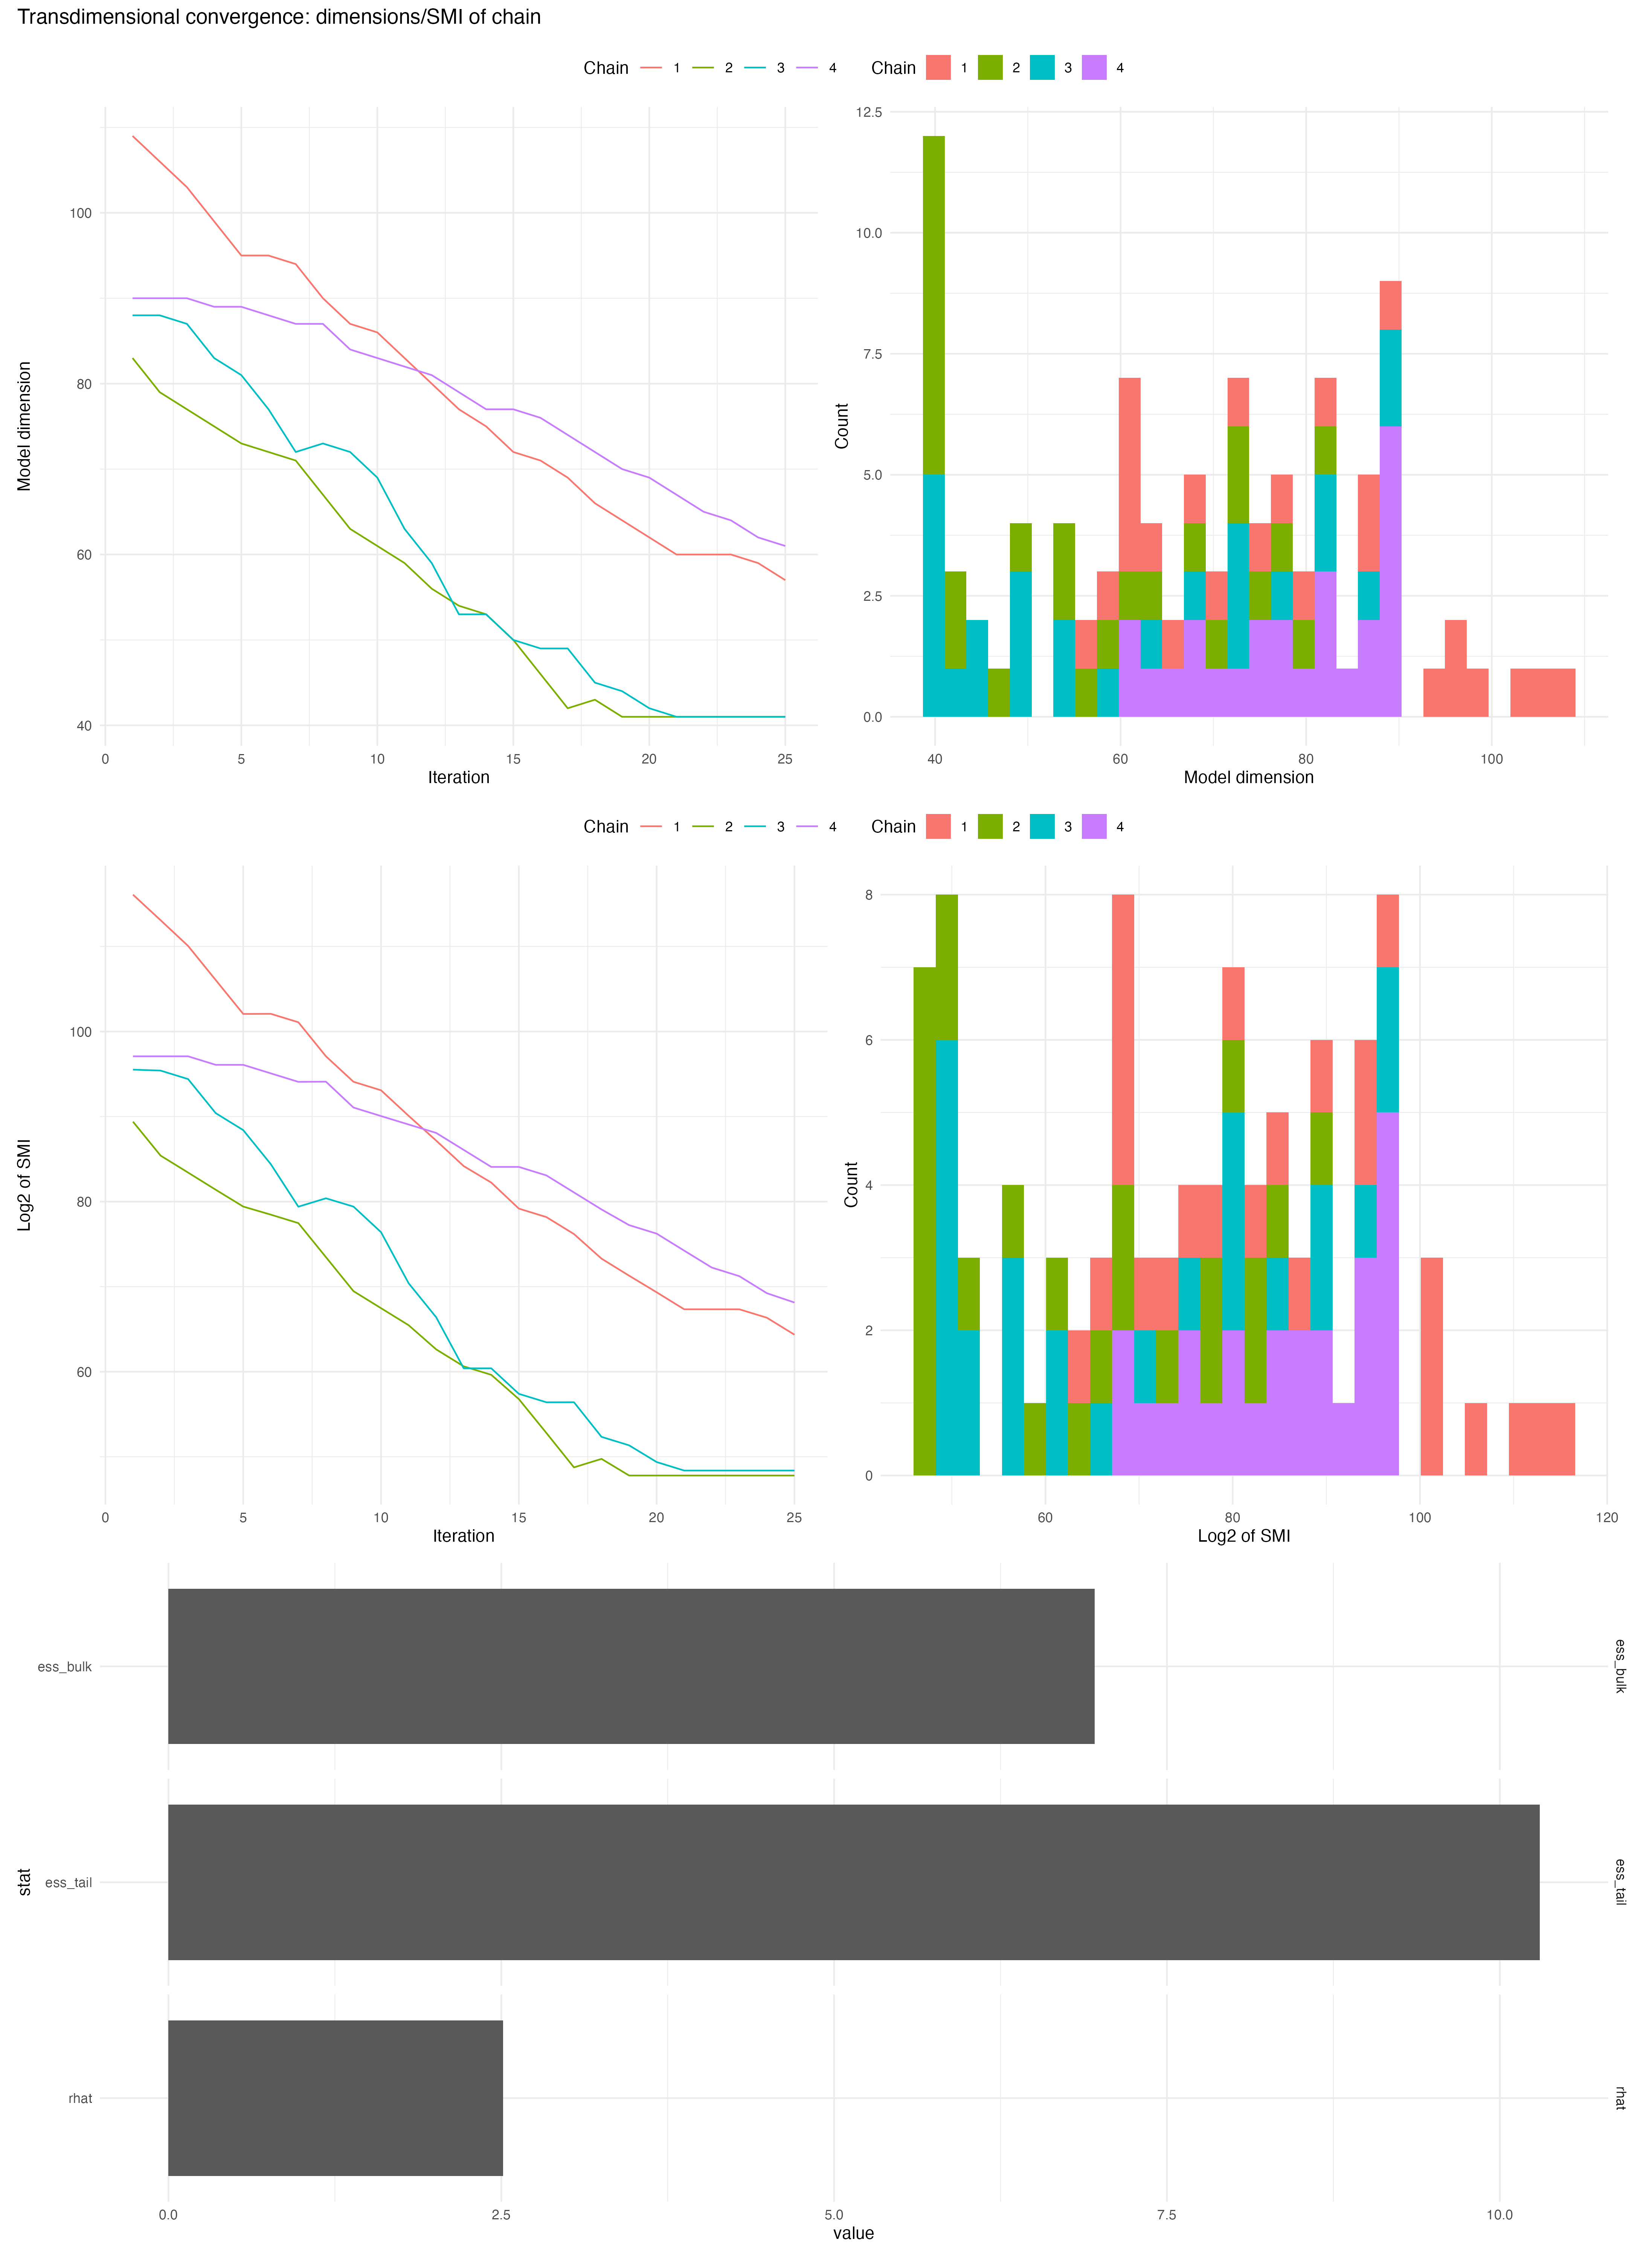 Transdimensional convergence: dimensions/SMI of chain
Chain 1 2 3 4 Chain 1 2 3 4
Model dimension
100
80
60
40
0 5 10 15 20 25
Iteration
Count
12.5
10.0
7.5
5.0
2.5
0.0
40 60 80 100
Model dimension
Chain 1 2 3 4 Chain 1 2 3 4
Log2 of SMI
100
80
60
0 5 10 15 20 25
Iteration
Count
8
6
4
2
0
60 80 100 120
Log2 of SMI
stat
ess_bulk
ess_bulk
ess_tail
ess_tail
rhat
rhat
0.0 2.5 5.0 7.5 10.0
value